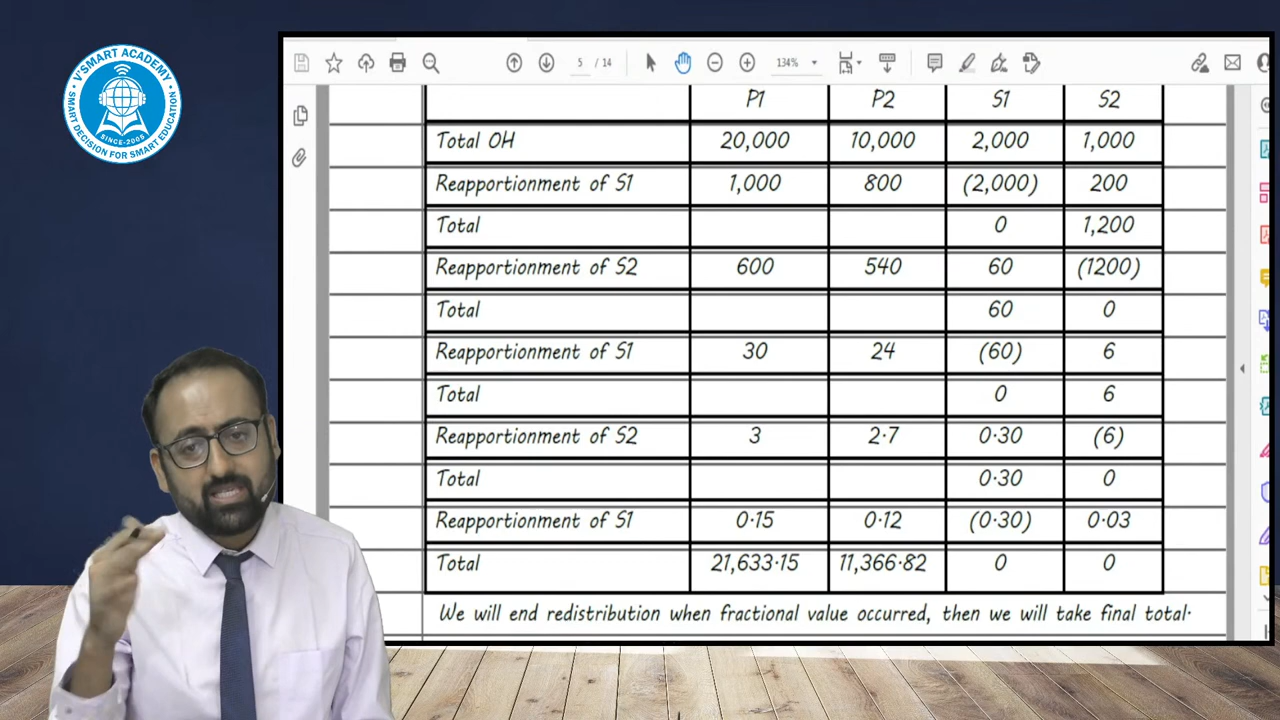 V'SMART ACADEMY
SINCE-2005
SMART DECISION FOR SMART EDUCATION
5 / 14
134%
P1 P2 S1 S2
Total OH 20,000 10,000 2,000 1,000
Reapportionment of S1 1,000 800 (2,000) 200
Total 0 1,200
Reapportionment of S2 600 540 60 (1200)
Total 60 0
Reapportionment of S1 30 24 (60) 6
Total 0 6
Reapportionment of S2 3 2·7 0·30 (6)
Total 0·30 0
Reapportionment of S1 0·15 0·12 (0·30) 0·03
Total 21,633·15 11,366·82 0 0
We will end redistribution when fractional value occurred, then we will take final total·